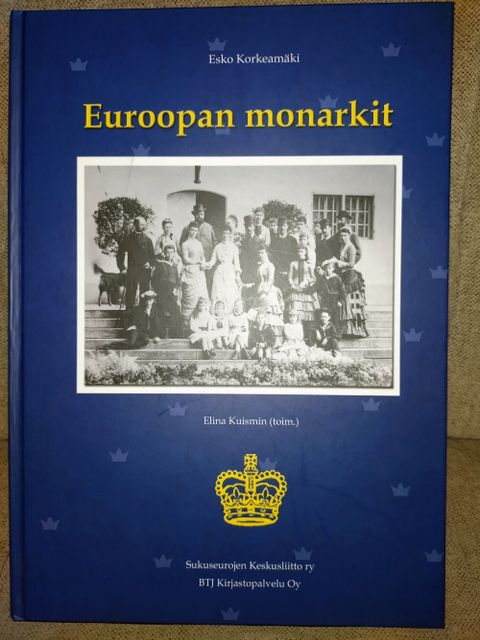 Esko Korkeamäki
Euroopan monarkit
Elina Kuismin (toim.)
Sukuseurojen Keskusliitto ry
BTJ Kirjastopalvelu Oy